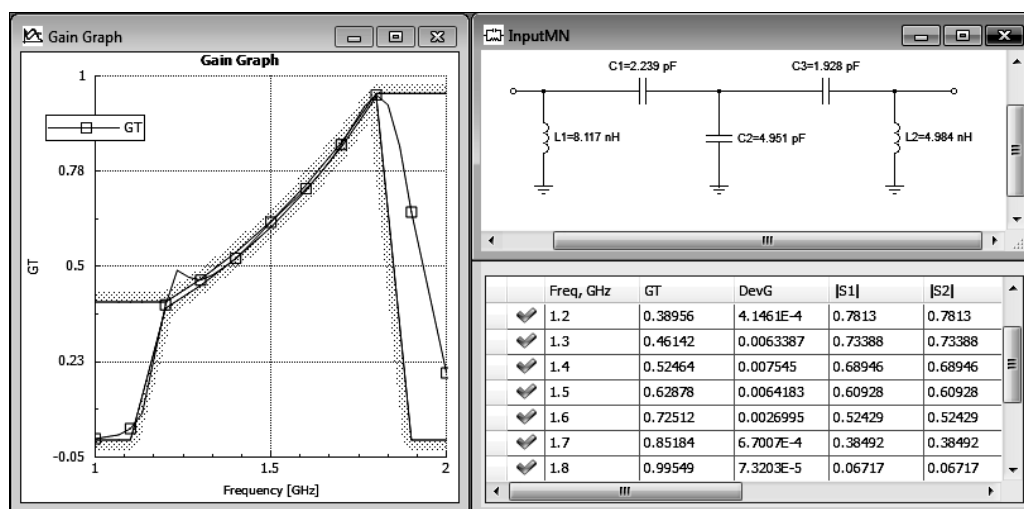 Gain Graph
Gain Graph
1
GT
0.78
0.5
GT
0.23
-0.05
1
1.5
2
Frequency [GHz]
InputMN
C1=2.239 pF
C3=1.928 pF
L1=8.117 nH
C2=4.951 pF
L2=4.984 nH
Freq, GHz GT DevG |S1| |S2|
1.2 0.38956 4.1461E-4 0.7813 0.7813
1.3 0.46142 0.0063387 0.73388 0.73388
1.4 0.52464 0.007545 0.68946 0.68946
1.5 0.62878 0.0064183 0.60928 0.60928
1.6 0.72512 0.0026995 0.52429 0.52429
1.7 0.85184 6.7007E-4 0.38492 0.38492
1.8 0.99549 7.3203E-5 0.06717 0.06717